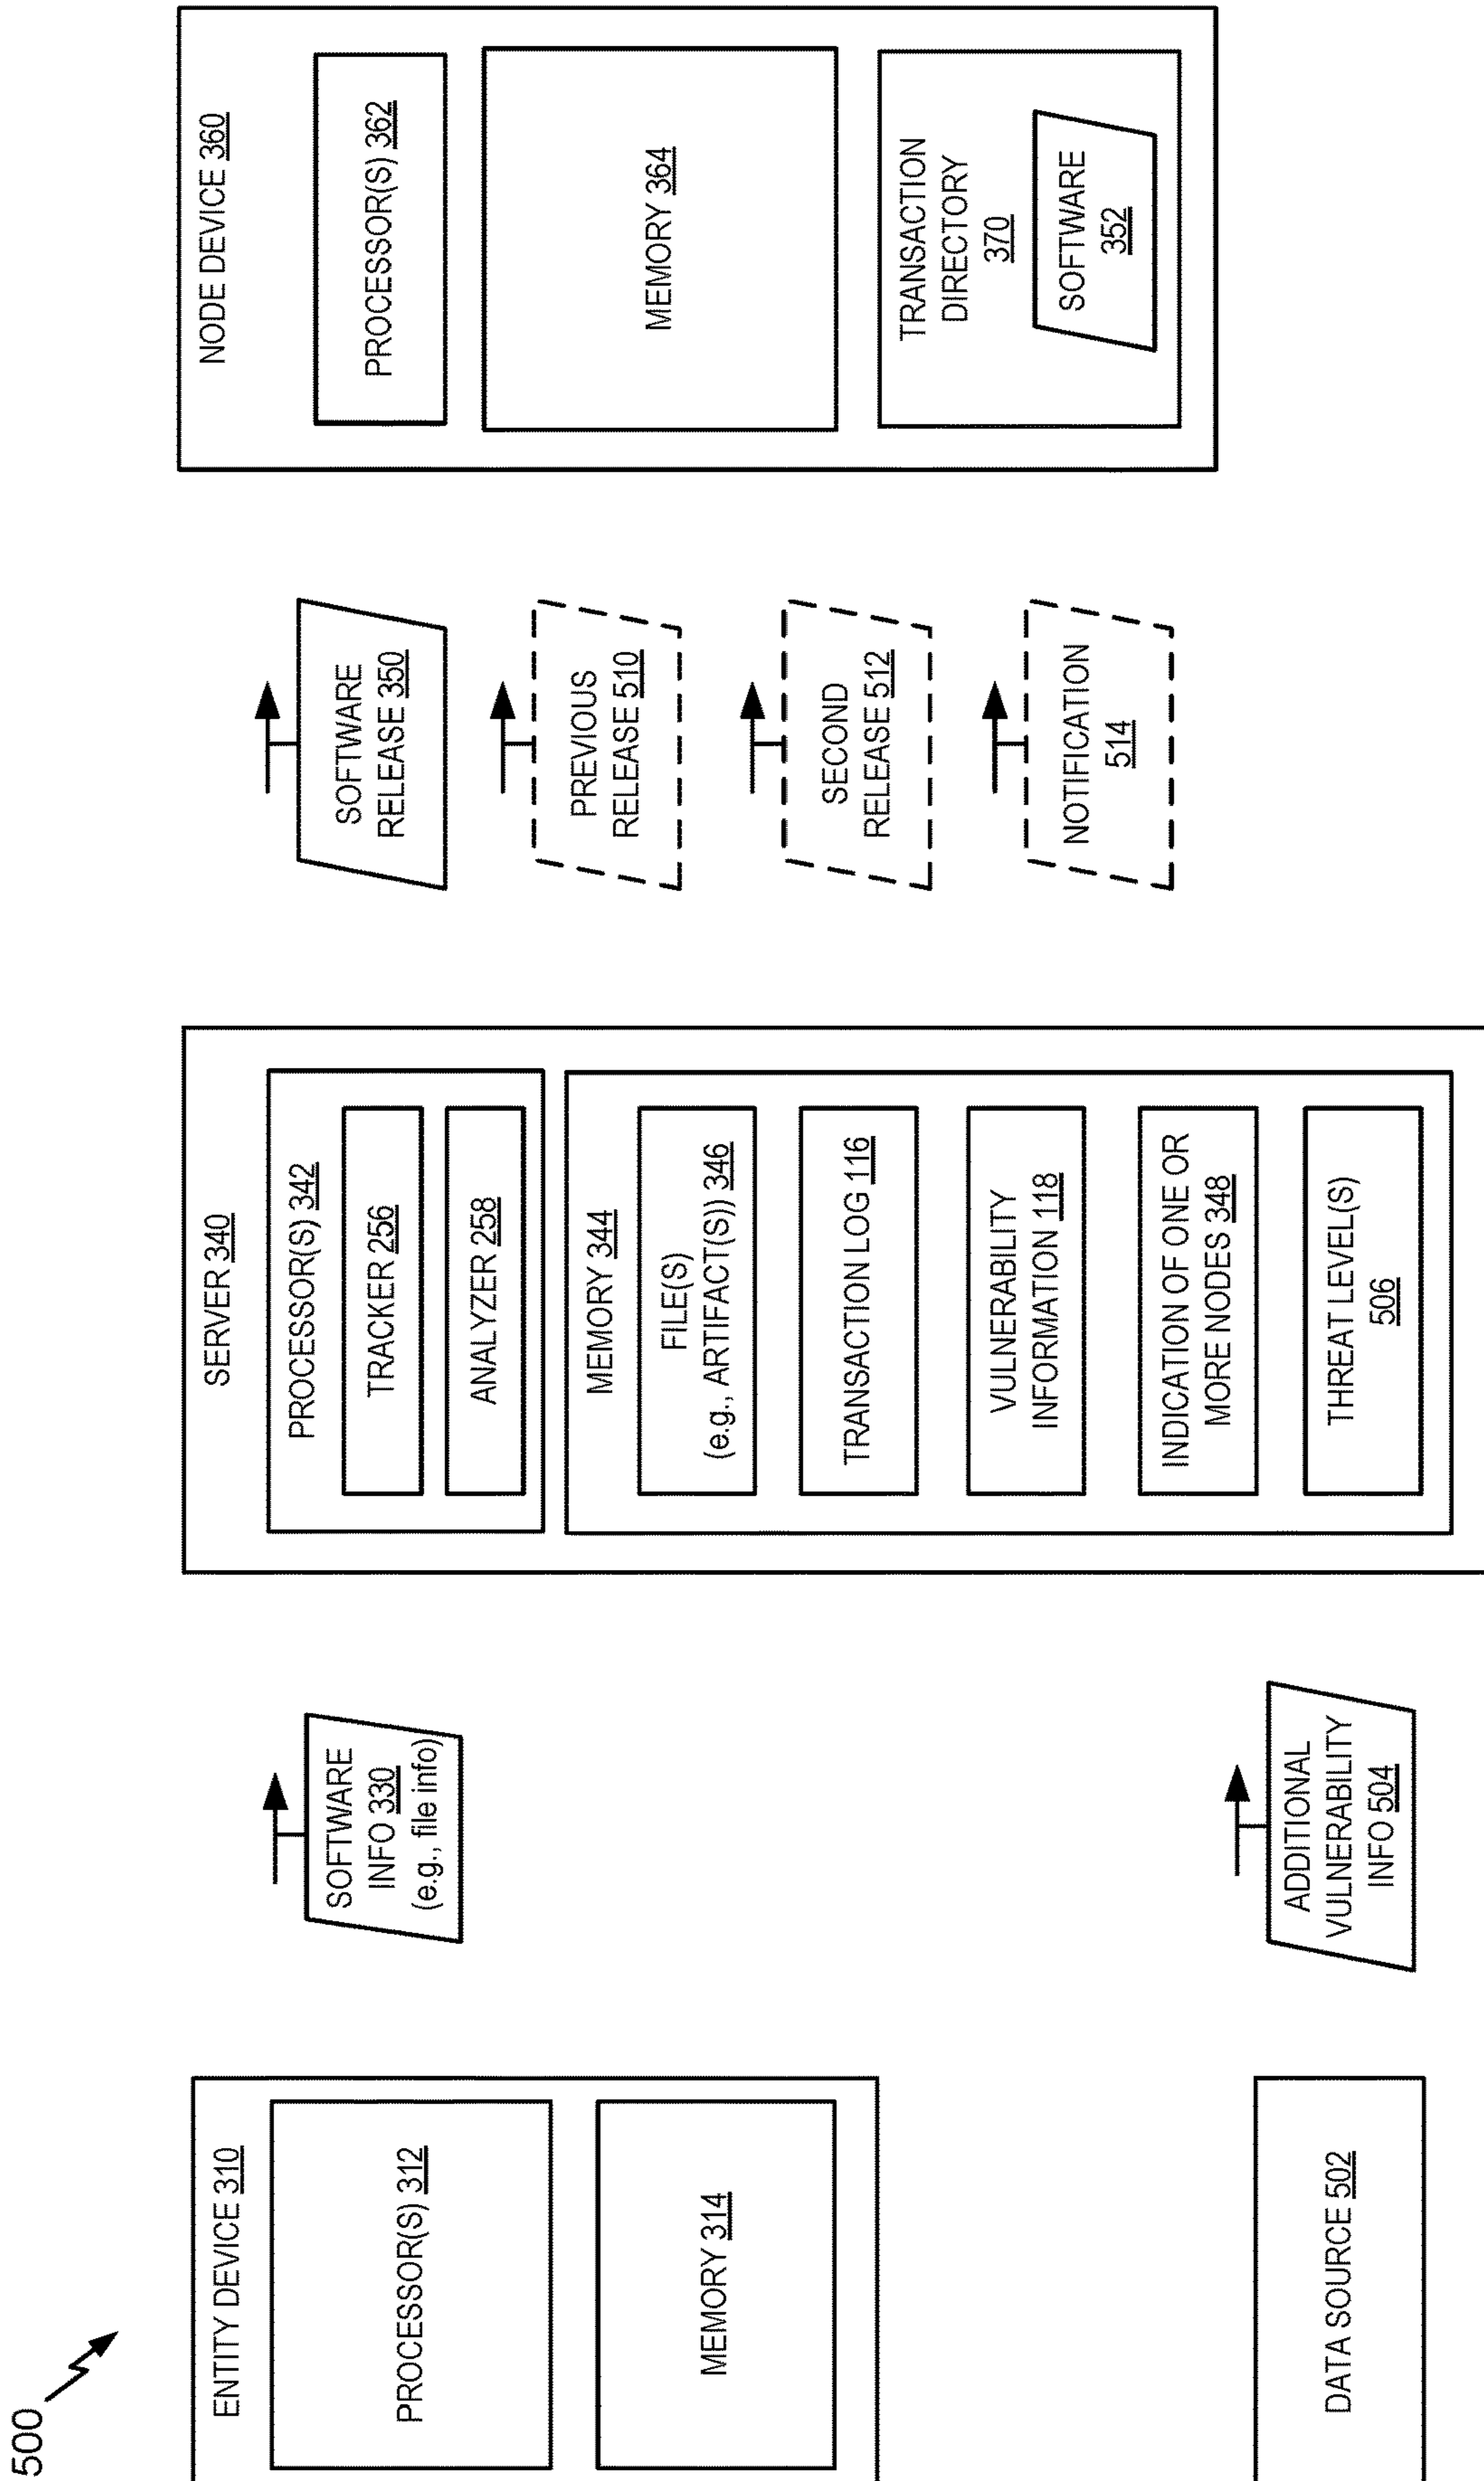 500
ENTITY DEVICE 310
PROCESSOR(S) 312
MEMORY 314
DATA SOURCE 502
SOFTWARE
INFO 330
(e.g., file info)
ADDITIONAL
VULNERABILITY
INFO 504
SERVER 340
PROCESSOR(S) 342
TRACKER 256
ANALYZER 258
MEMORY 344
FILE(S)
(e.g., ARTIFACT(S)) 346
TRANSACTION LOG 116
VULNERABILITY
INFORMATION 118
INDICATION OF ONE OR
MORE NODES 348
THREAT LEVEL(S)
506
SOFTWARE
RELEASE 350
PREVIOUS
RELEASE 510
SECOND
RELEASE 512
NOTIFICATION
514
NODE DEVICE 360
PROCESSOR(S) 362
MEMORY 364
TRANSACTION
DIRECTORY
370
SOFTWARE
352